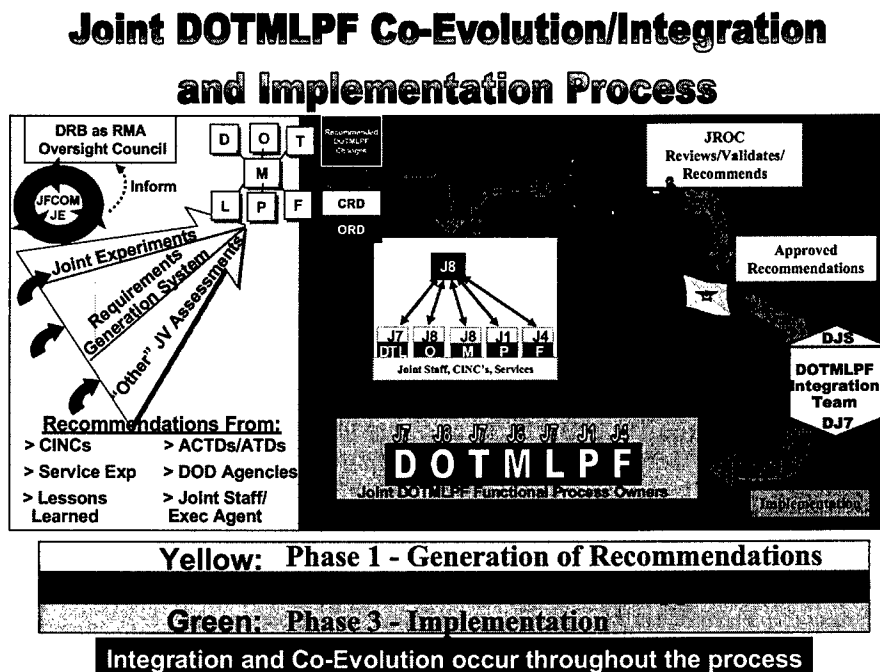 Joint DOTMLPF Co-Evolution/Integration
and Implementation Process
DRB as RMA
Oversight Council
Inform
JFCOM
JE
D O T
M
L P F
Recommended
DOTMLPF
Changes
CRD
ORD
Joint Experiments
Requirements
Generation System
"Other" JV Assessments
Recommendations From:
> CINCs
> ACTDs/ATDs
> Service Exp
> DOD Agencies
> Lessons
Learned
> Joint Staff/
Exec Agent
JROC
Reviews/Validates/
Recommends
Approved
Recommendations
J8
J7 J8 J8 J1 J4
DTL O M P F
Joint Staff, CINC's, Services
DJS
DOTMLPF
Integration
Team
DJ7
J7 J8 J7 J8 J7 J1 J4
D O T M L P F
Joint DOTMLPF Functional Process Owners
Implementation
Yellow: Phase 1 - Generation of Recommendations
Green: Phase 3 - Implementation
Integration and Co-Evolution occur throughout the process